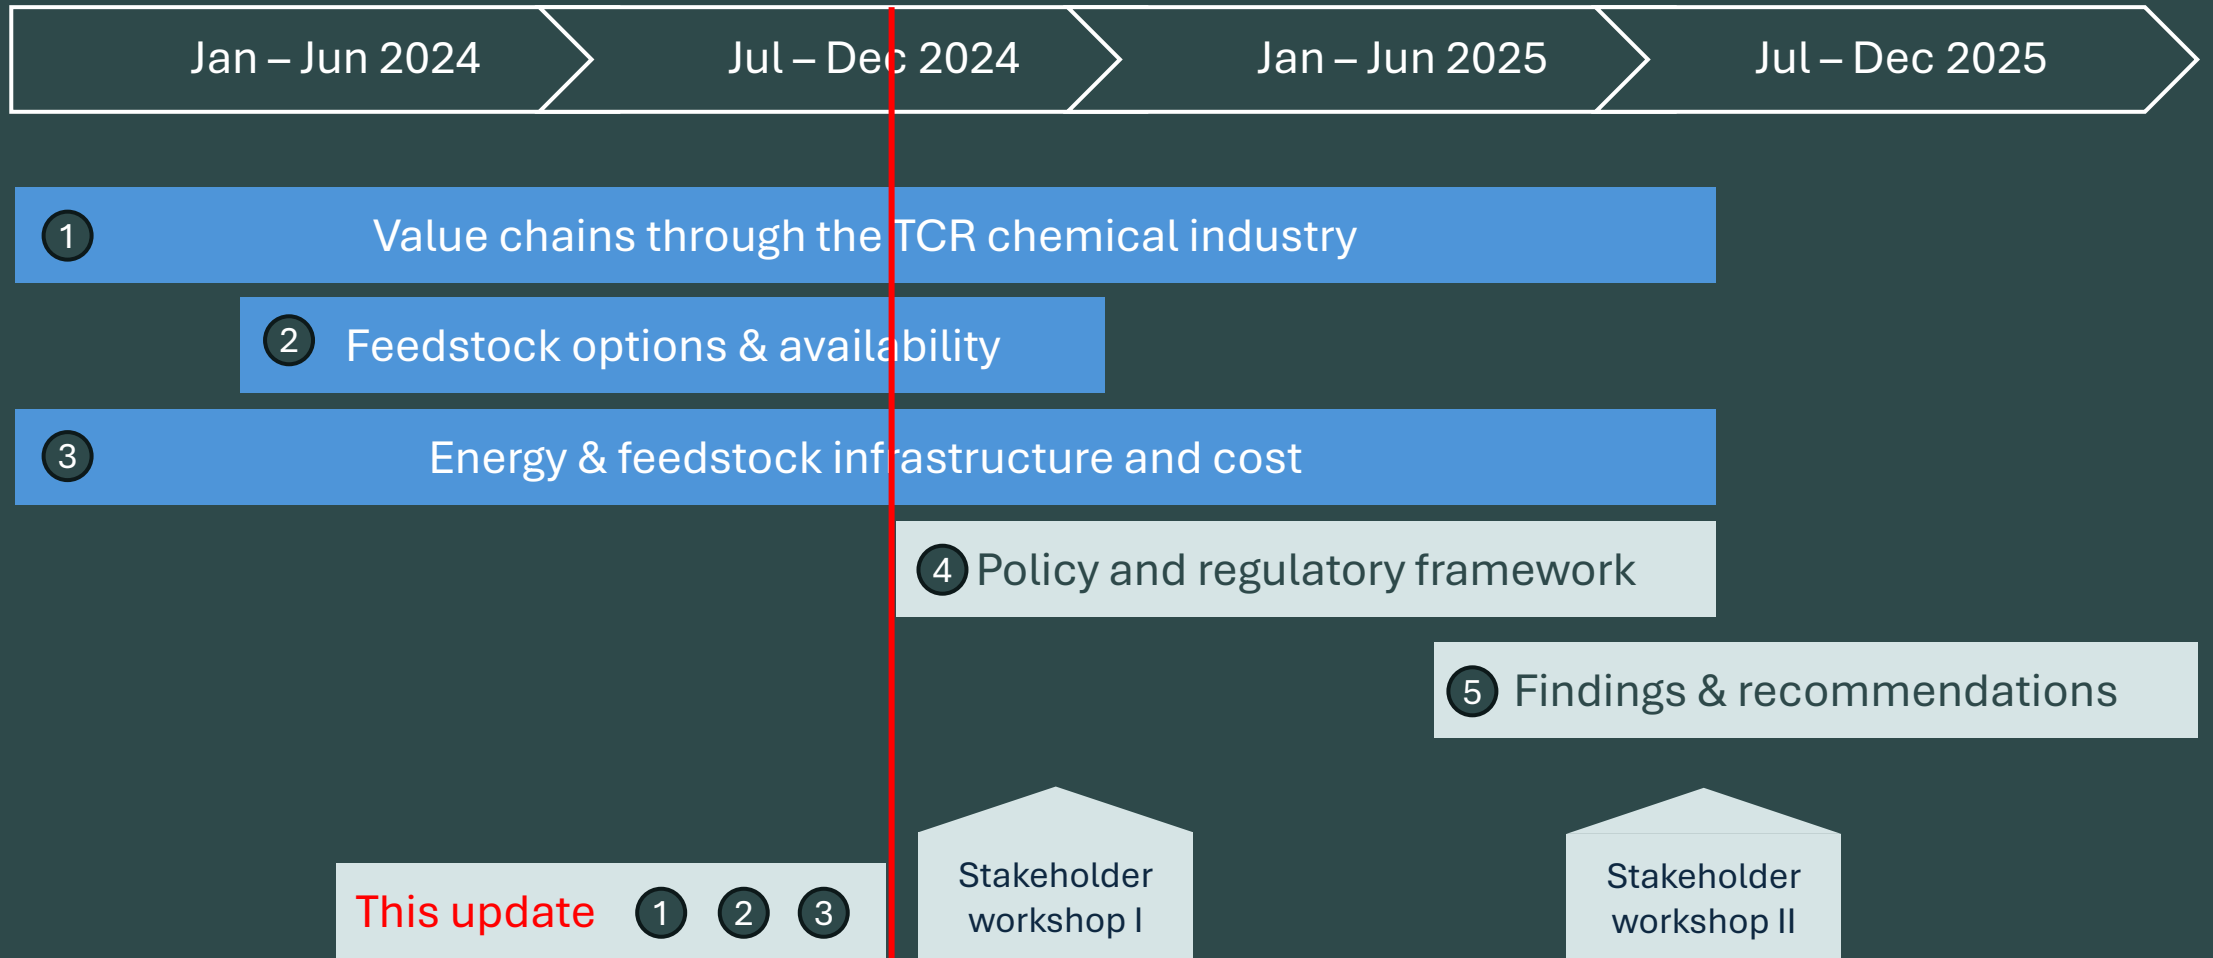 Jan – Jun 2024
Jul – Dec 2024
Jan – Jun 2025
Jul – Dec 2025
1 Value chains through the TCR chemical industry
2 Feedstock options & availability
3 Energy & feedstock infrastructure and cost
4 Policy and regulatory framework
5 Findings & recommendations
This update 1 2 3
Stakeholder
workshop I
Stakeholder
workshop II